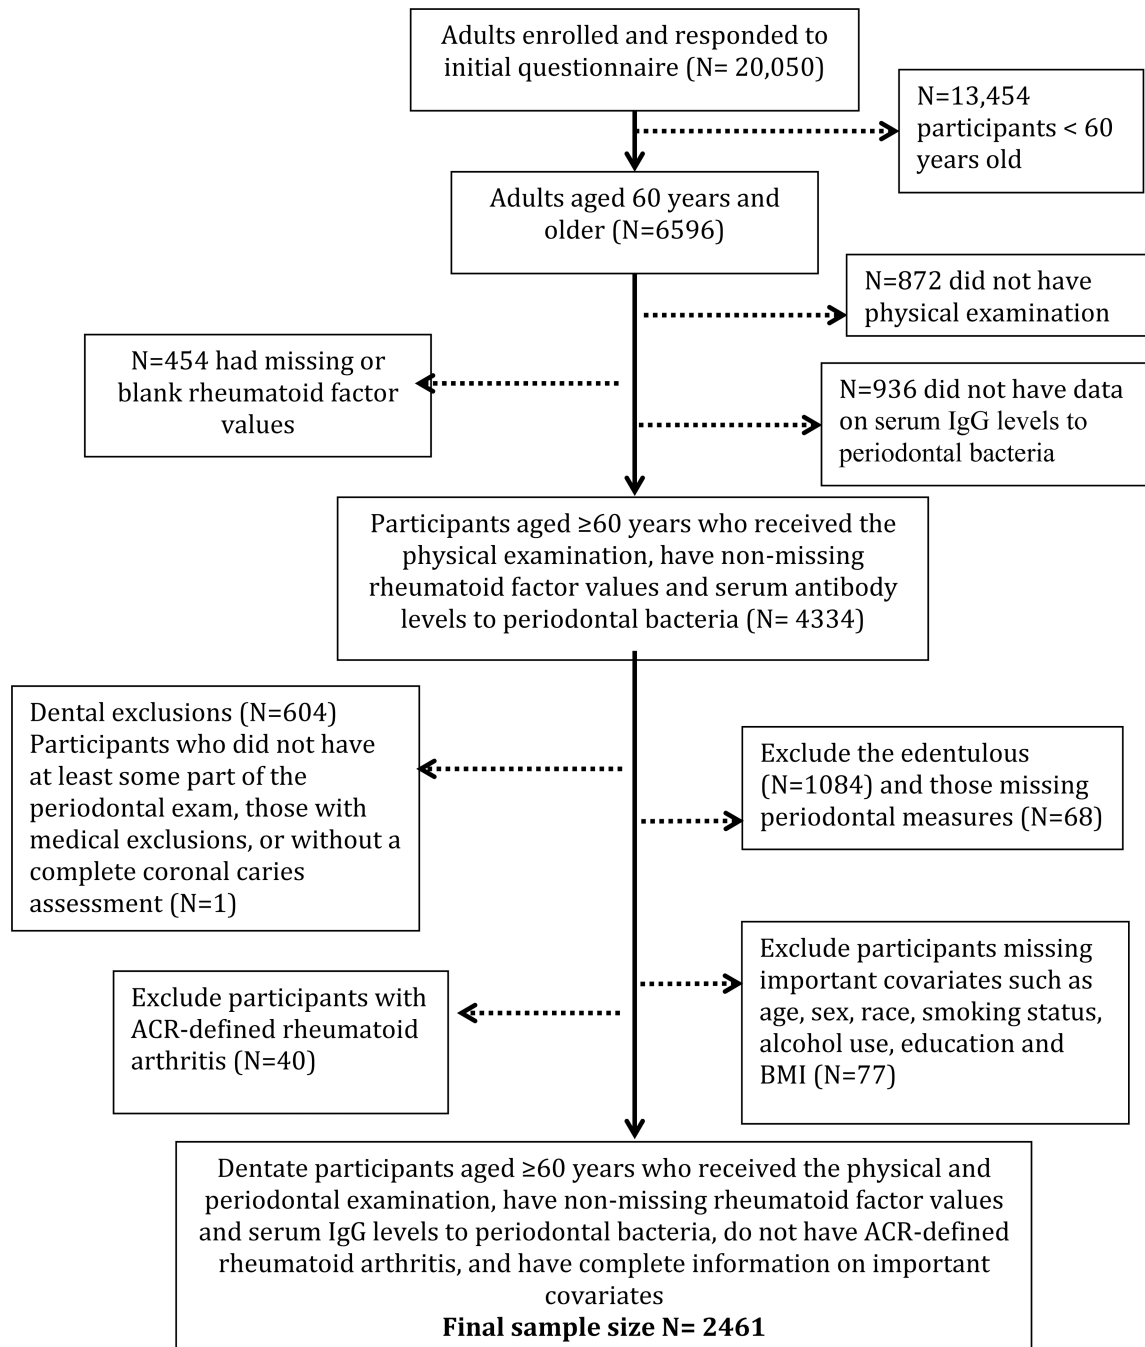 Adults enrolled and responded to
initial questionnaire (N= 20,050)
N=13,454
participants < 60
years old
Adults aged 60 years and
older (N=6596)
N=872 did not have
physical examination
N=454 had missing or
blank rheumatoid factor
values
N=936 did not have data
on serum IgG levels to
periodontal bacteria
Participants aged ≥60 years who received the
physical examination, have non-missing
rheumatoid factor values and serum antibody
levels to periodontal bacteria (N= 4334)
Dental exclusions (N=604)
Participants who did not have
at least some part of the
periodontal exam, those with
medical exclusions, or without a
complete coronal caries
assessment (N=1)
Exclude the edentulous
(N=1084) and those missing
periodontal measures (N=68)
Exclude participants missing
important covariates such as
age, sex, race, smoking status,
alcohol use, education and
BMI (N=77)
Exclude participants with
ACR-defined rheumatoid
arthritis (N=40)
Dentate participants aged ≥60 years who received the physical and
periodontal examination, have non-missing rheumatoid factor values
and serum IgG levels to periodontal bacteria, do not have ACR-defined
rheumatoid arthritis, and have complete information on important
covariates
Final sample size N= 2461